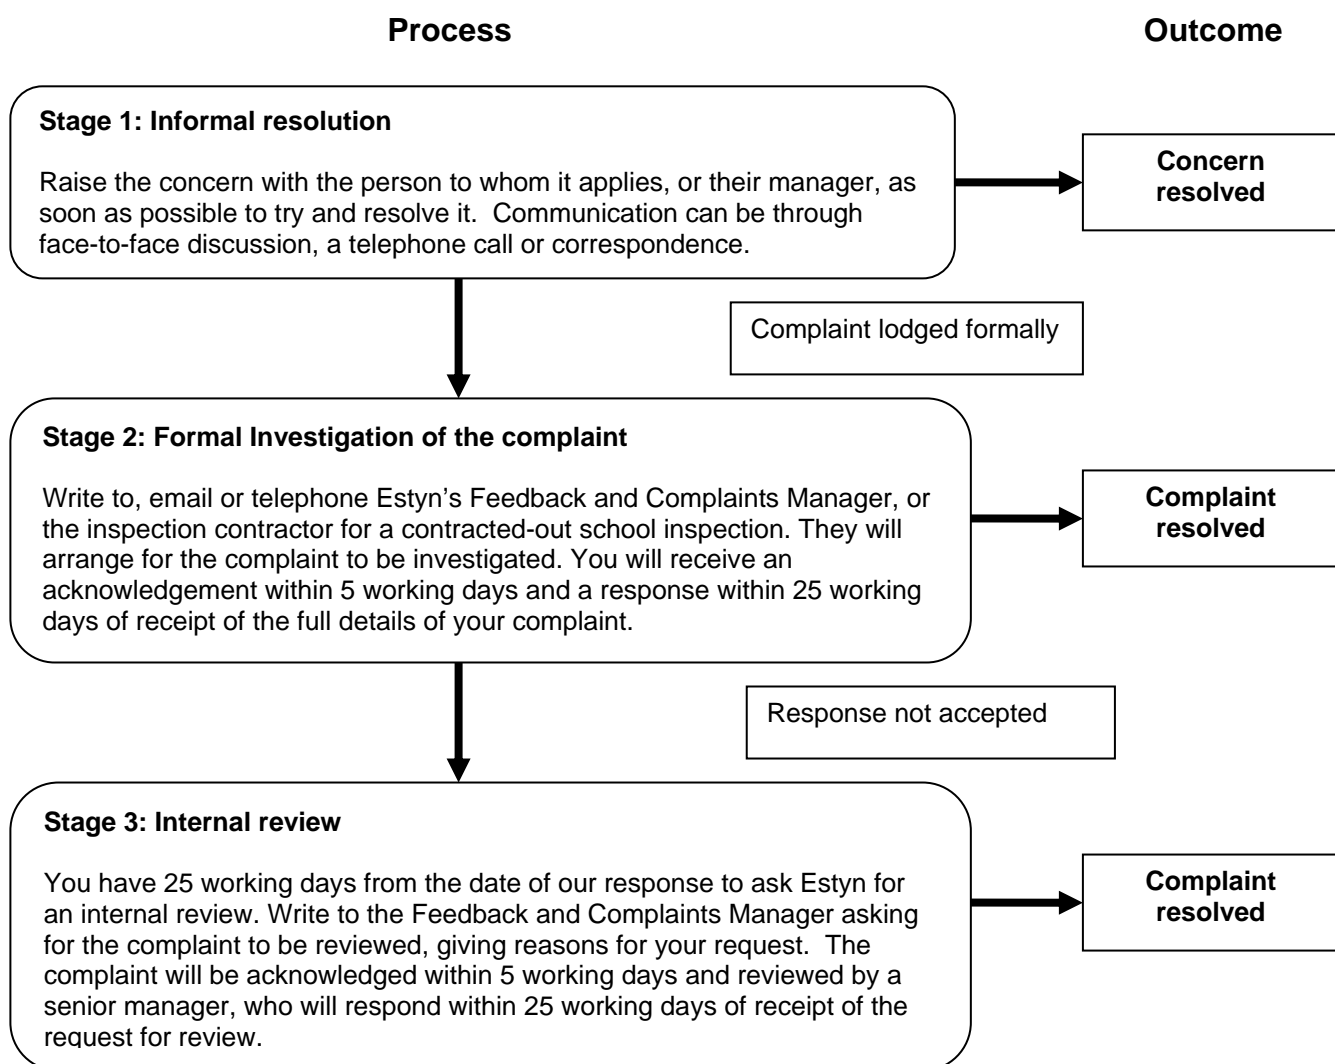 Process
Outcome
Stage 1: Informal resolution
Raise the concern with the person to whom it applies, or their manager, as
soon as possible to try and resolve it.  Communication can be through
face-to-face discussion, a telephone call or correspondence.
Concern
resolved
Complaint lodged formally
Stage 2: Formal Investigation of the complaint
Write to, email or telephone Estyn’s Feedback and Complaints Manager, or
the inspection contractor for a contracted-out school inspection. They will
arrange for the complaint to be investigated. You will receive an
acknowledgement within 5 working days and a response within 25 working
days of receipt of the full details of your complaint.
Complaint
resolved
Response not accepted
Stage 3: Internal review
You have 25 working days from the date of our response to ask Estyn for
an internal review. Write to the Feedback and Complaints Manager asking
for the complaint to be reviewed, giving reasons for your request.  The
complaint will be acknowledged within 5 working days and reviewed by a
senior manager, who will respond within 25 working days of receipt of the
request for review.
Complaint
resolved